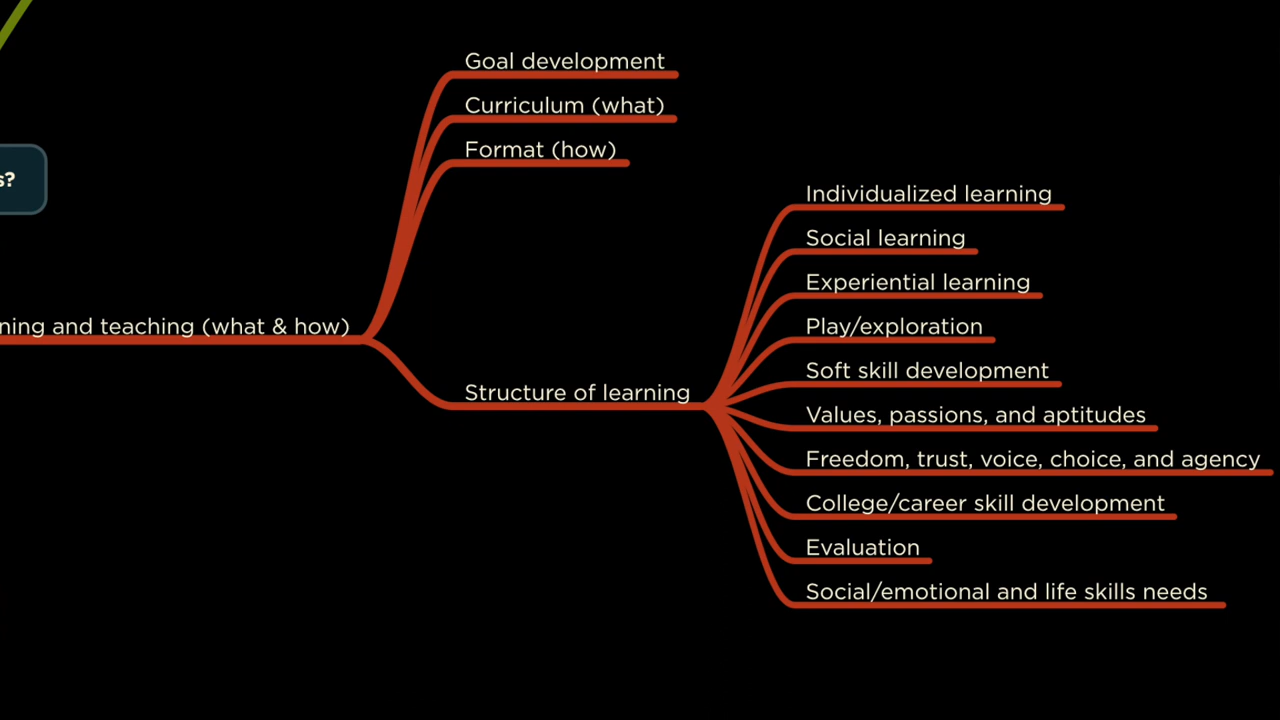 Goal development
Curriculum (what)
Format (how)
s?
Individualized learning
Social learning
Experiential learning
ning and teaching (what & how)
Play/exploration
Soft skill development
Structure of learning
Values, passions, and aptitudes
Freedom, trust, voice, choice, and agency
College/career skill development
Evaluation
Social/emotional and life skills needs